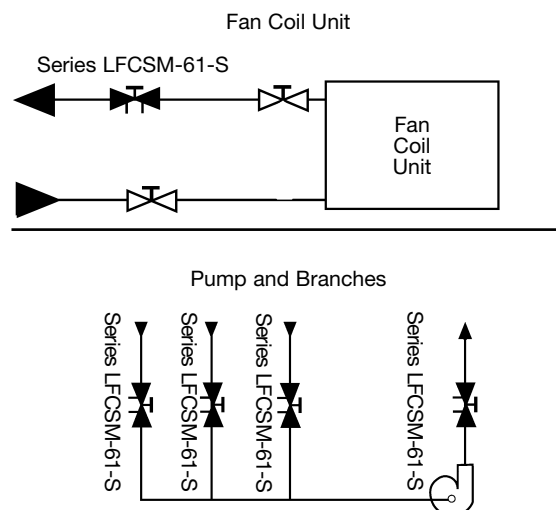 Fan Coil Unit
Series LFCSM-61-S
Fan
Coil
Unit
Pump and Branches
Series LFCSM-61-S
Series LFCSM-61-S
Series LFCSM-61-S
Series LFCSM-61-S